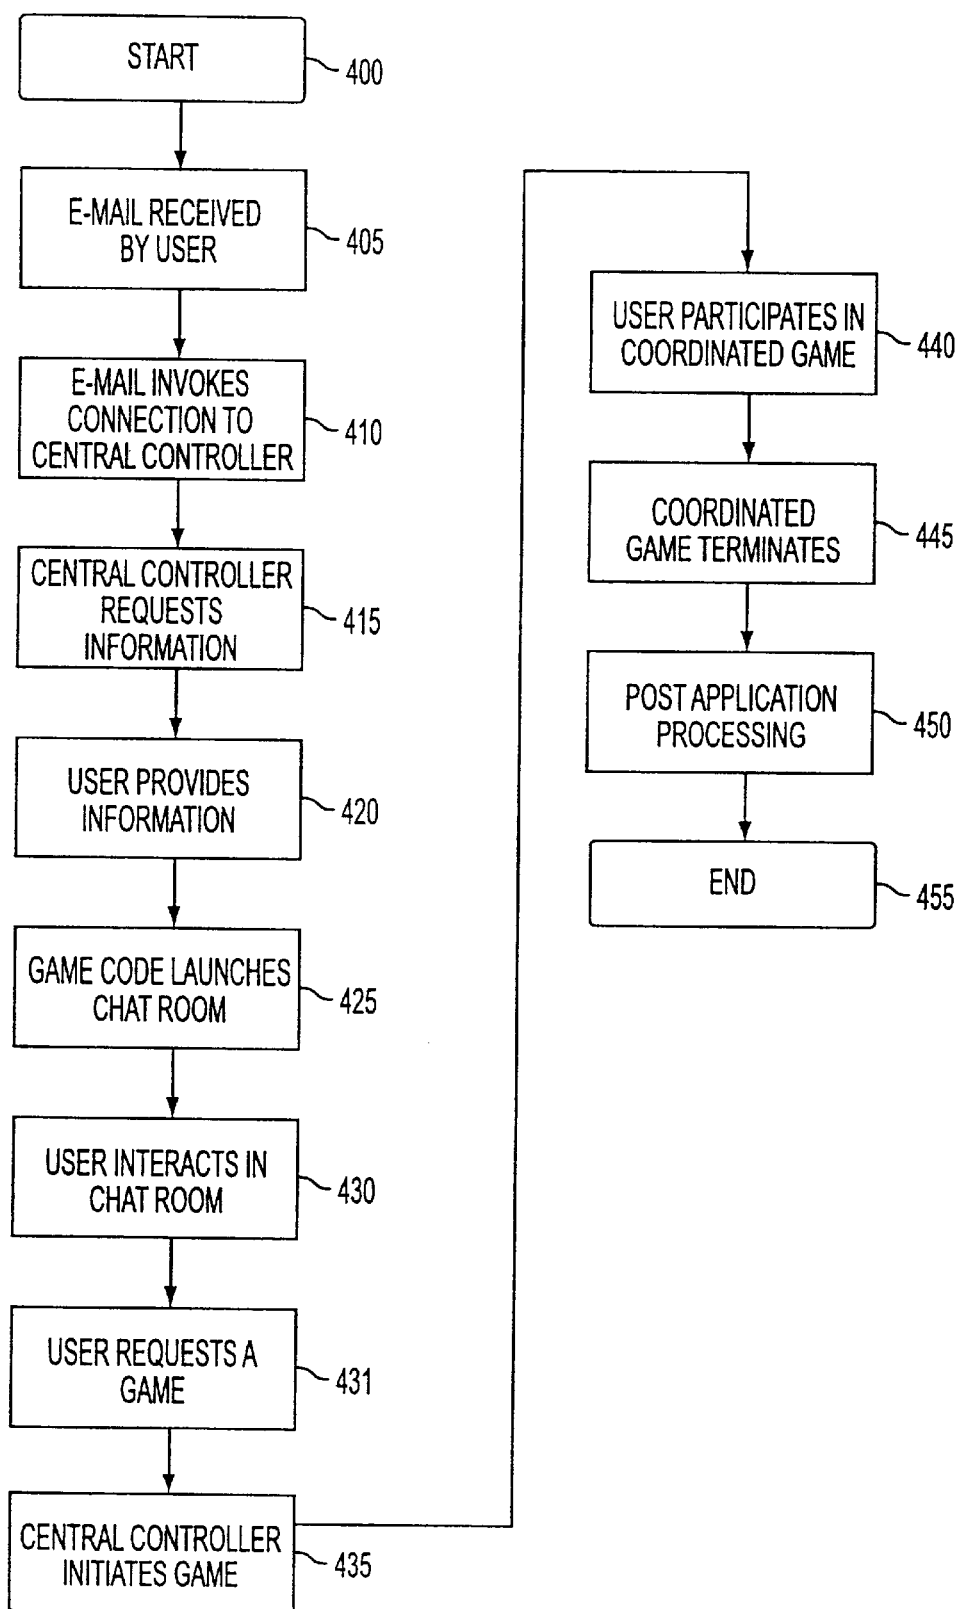 START
400
E-MAIL RECEIVED
BY USER
405
E-MAIL INVOKES
CONNECTION TO
CENTRAL CONTROLLER
410
CENTRAL CONTROLLER
REQUESTS
INFORMATION
415
USER PROVIDES
INFORMATION
420
GAME CODE LAUNCHES
CHAT ROOM
425
USER INTERACTS IN
CHAT ROOM
430
USER REQUESTS A
GAME
431
CENTRAL CONTROLLER
INITIATES GAME
435
USER PARTICIPATES IN
COORDINATED GAME
440
COORDINATED
GAME TERMINATES
445
POST APPLICATION
PROCESSING
450
END
455